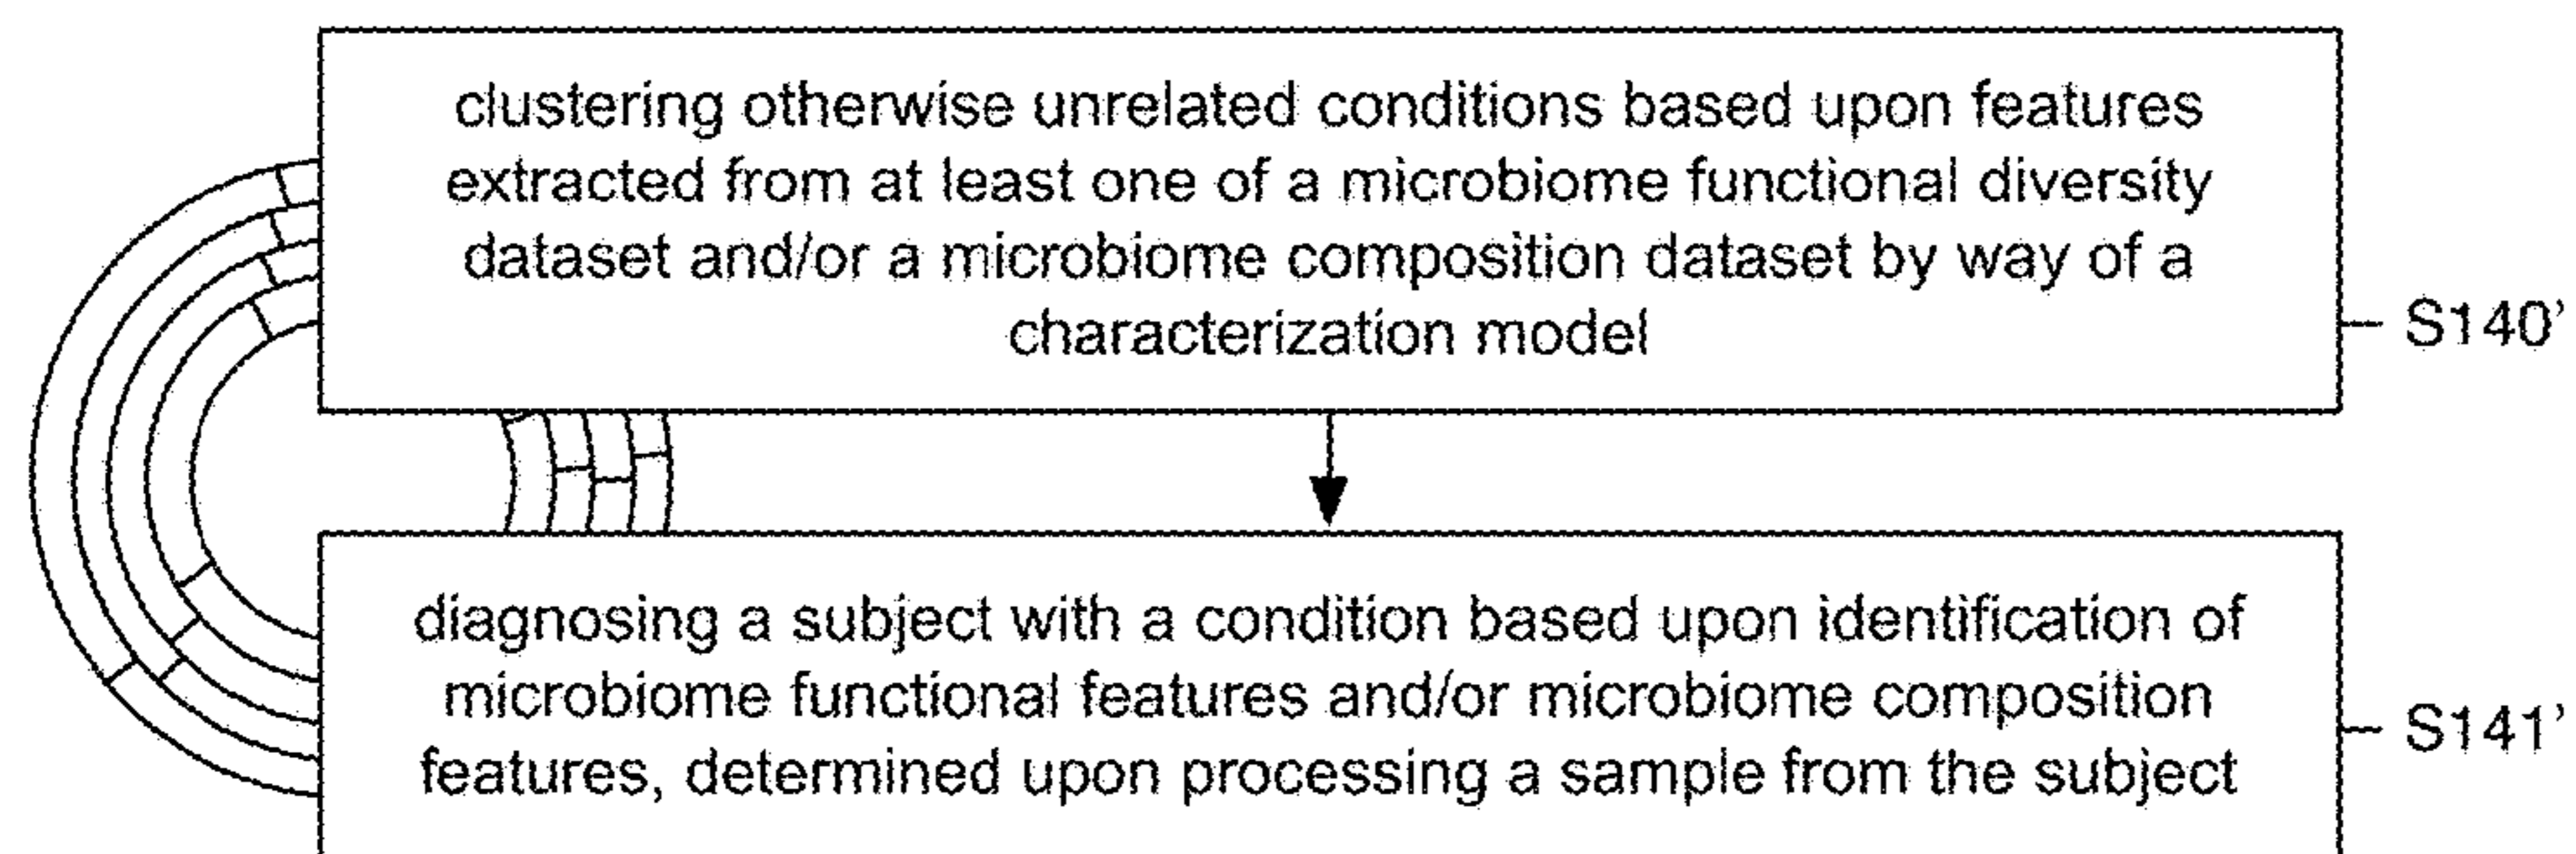 clustering otherwise unrelated conditions based upon features
extracted from at least one of a microbiome functional diversity
dataset and/or a microbiome composition dataset by way of a
characterization model
S140’
diagnosing a subject with a condition based upon identification of
microbiome functional features and/or microbiome composition
features, determined upon processing a sample from the subject
S141’